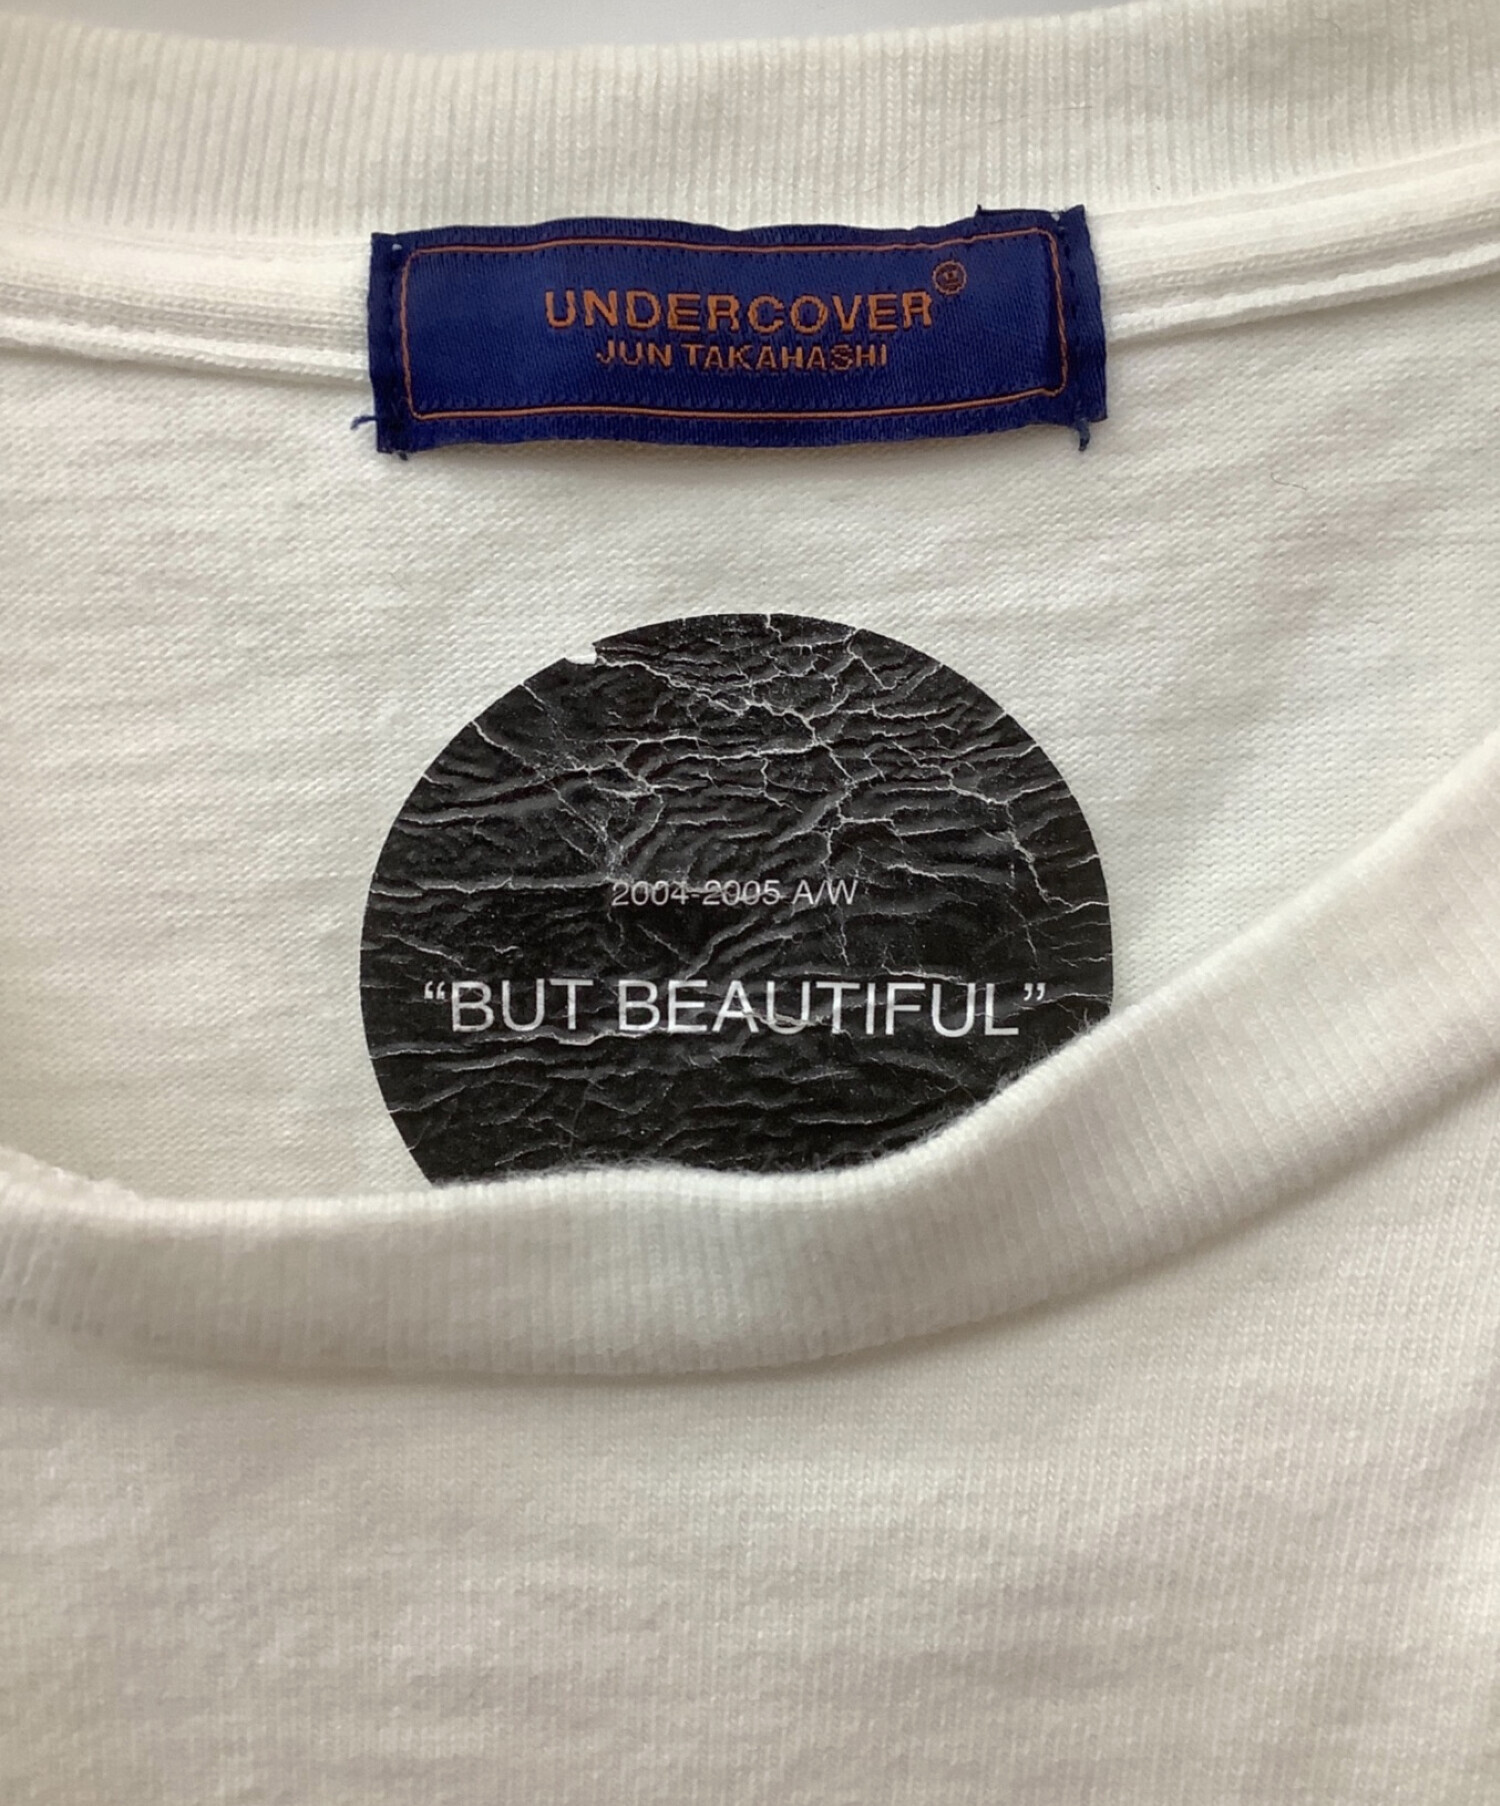 UNDERCOVER
JUN TAKAHASHI
2004-2005 A/W
“BUT BEAUTIFUL”